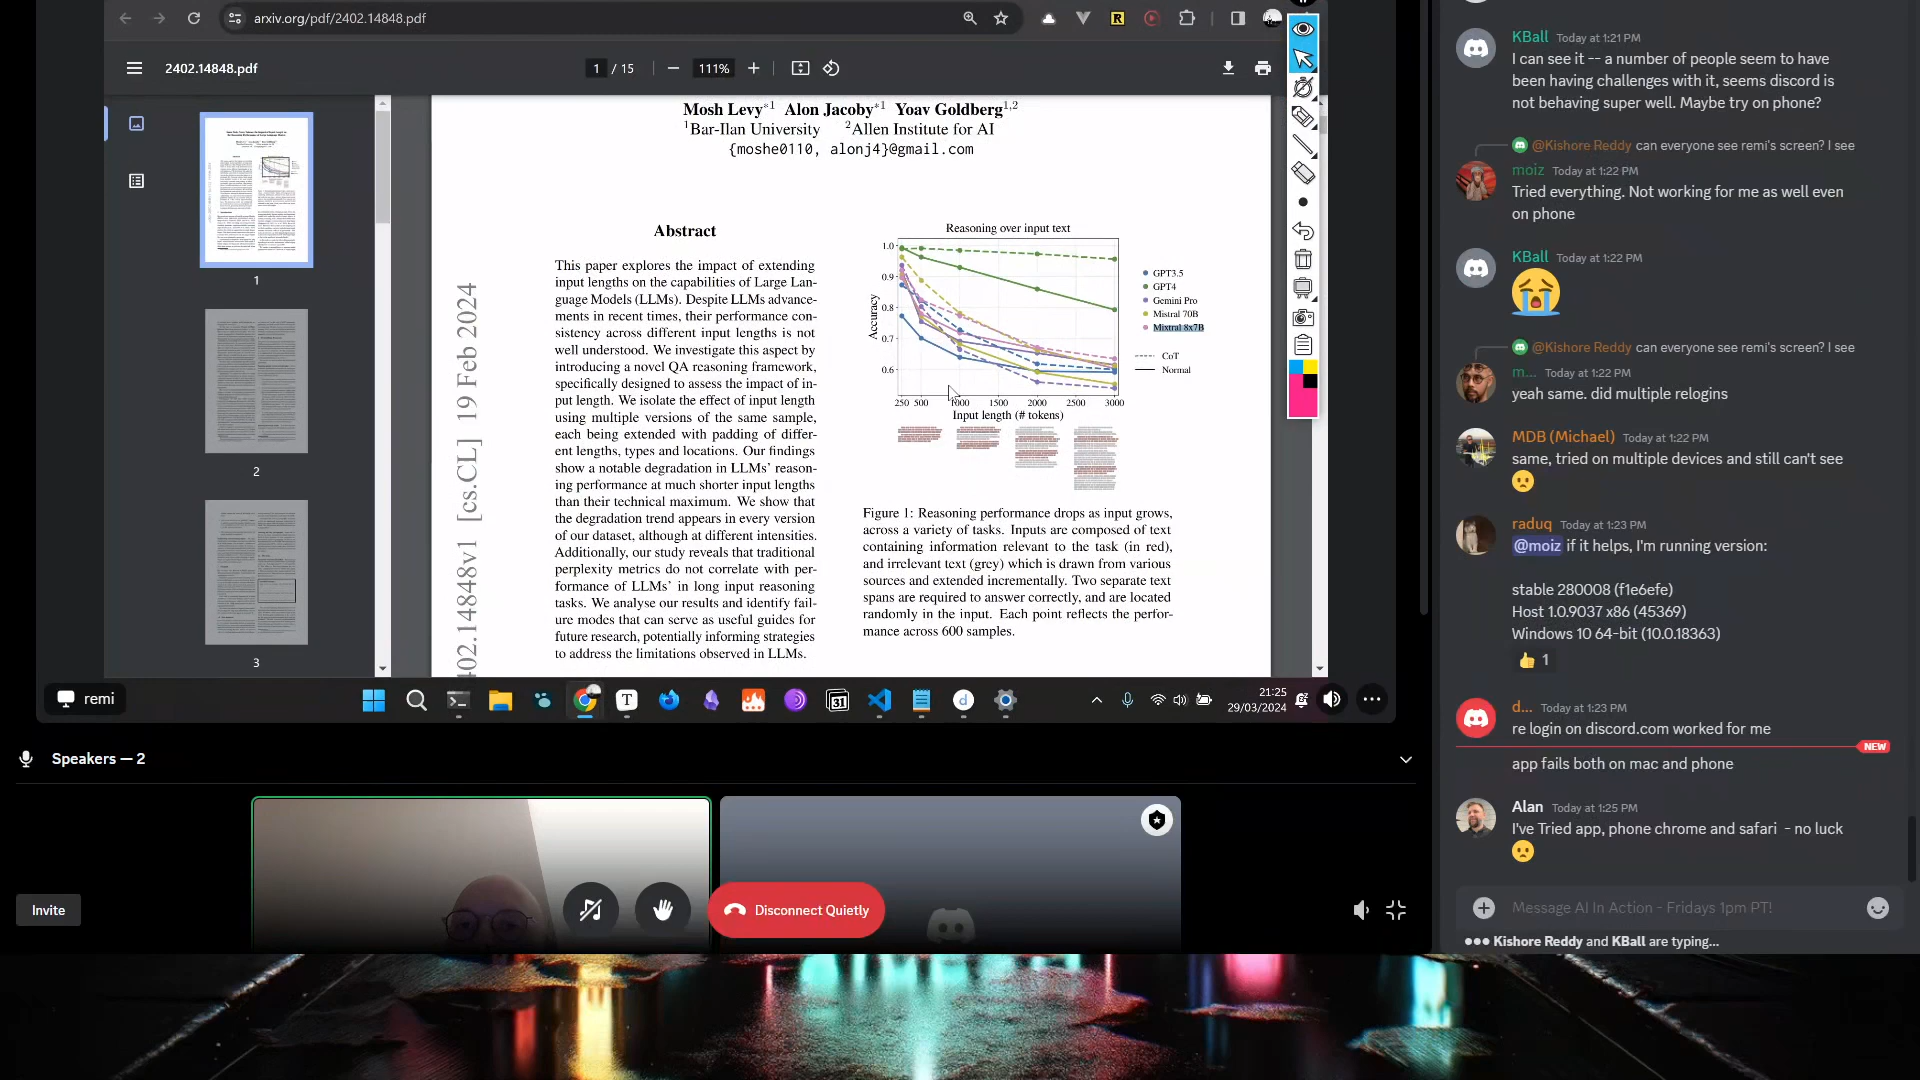 arxiv.org/pdf/2402.14848.pdf
R
2402.14848.pdf
1 / 15
111%
1
2
3
Mosh Levy*1 Alon Jacoby*1 Yoav Goldberg1,2
1Bar-Ilan University 2Allen Institute for AI
{moshe0110, alonj4}@gmail.com
402.14848v1 [cs.CL] 19 Feb 2024
Abstract
This paper explores the impact of extending
input lengths on the capabilities of Large Lan-
guage Models (LLMs). Despite LLMs advance-
ments in recent times, their performance con-
sistency across different input lengths is not
well understood. We investigate this aspect by
introducing a novel QA reasoning framework,
specifically designed to assess the impact of in-
put length. We isolate the effect of input length
using multiple versions of the same sample,
each being extended with padding of differ-
ent lengths, types and locations. Our findings
show a notable degradation in LLMs' reason-
ing performance at much shorter input lengths
than their technical maximum. We show that
the degradation trend appears in every version
of our dataset, although at different intensities.
Additionally, our study reveals that traditional
perplexity metrics do not correlate with per-
formance of LLMs' in long input reasoning
tasks. We analyse our results and identify fail-
ure modes that can serve as useful guides for
future research, potentially informing strategies
to address the limitations observed in LLMs.
Reasoning over input text
Accuracy
1.0
0.9
0.8
0.7
0.6
250 500 1000 1500 2000 2500 3000
Input length (# tokens)
GPT3.5
GPT4
Gemini Pro
Mistral 70B
Mixtral 8x7B
CoT
Normal
Figure 1: Reasoning performance drops as input grows,
across a variety of tasks. Inputs are composed of text
containing information relevant to the task (in red),
and irrelevant text (grey) which is drawn from various
sources and extended incrementally. Two separate text
spans are required to answer correctly, and are located
randomly in the input. Each point reflects the perfor-
mance across 600 samples.
remi
T
31
d
21:25
29/03/2024
Speakers — 2
Invite
Disconnect Quietly
KBall Today at 1:21 PM
I can see it -- a number of people seem to have
been having challenges with it, seems discord is
not behaving super well. Maybe try on phone?
@Kishore Reddy can everyone see remi's screen? I see
moiz Today at 1:22 PM
Tried everything. Not working for me as well even
on phone
KBall Today at 1:22 PM
@Kishore Reddy can everyone see remi's screen? I see
m... Today at 1:22 PM
yeah same. did multiple relogins
MDB (Michael) Today at 1:22 PM
same, tried on multiple devices and still can't see
raduq Today at 1:23 PM
@moiz if it helps, I'm running version:
stable 280008 (f1e6efe)
Host 1.0.9037 x86 (45369)
Windows 10 64-bit (10.0.18363)
1
d... Today at 1:23 PM
re login on discord.com worked for me
NEW
app fails both on mac and phone
Alan Today at 1:25 PM
I've Tried app, phone chrome and safari - no luck
Message AI In Action - Fridays 1pm PT!
Kishore Reddy and KBall are typing...